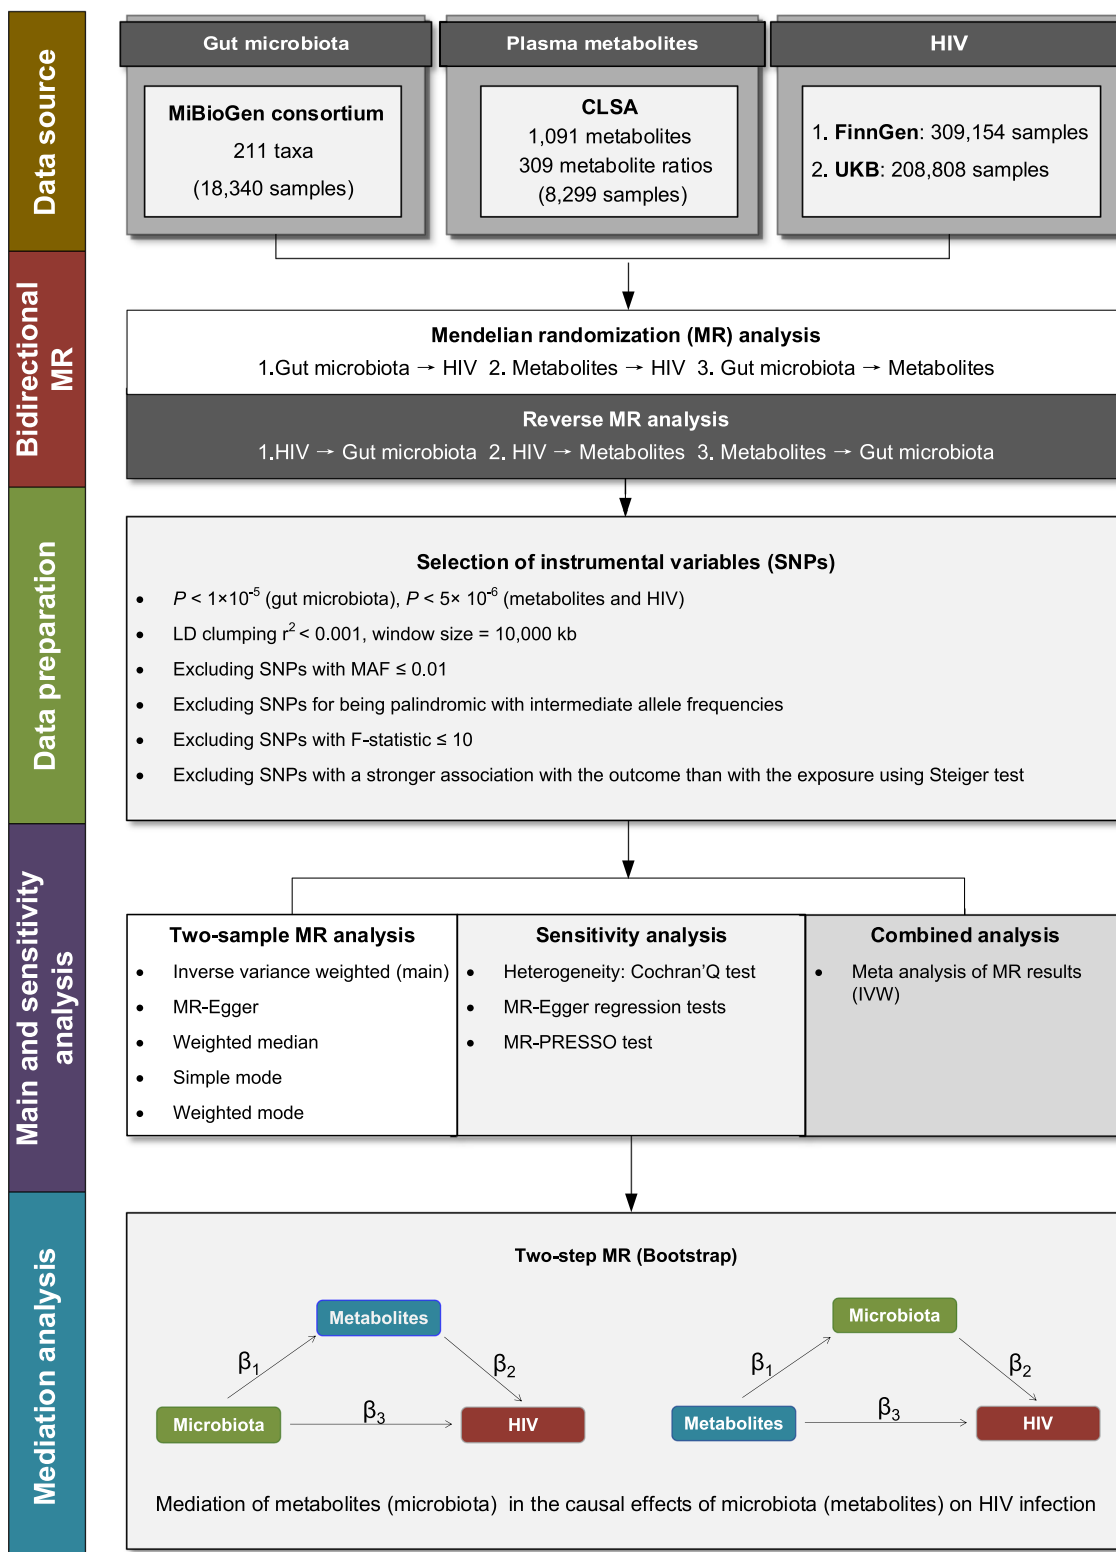 Data source
Gut microbiota
MiBioGen consortium
211 taxa
(18,340 samples)
Plasma metabolites
CLSA
1,091 metabolites
309 metabolite ratios
(8,299 samples)
HIV
1. FinnGen: 309,154 samples
2. UKB: 208,808 samples
Bidirectional
MR
Mendelian randomization (MR) analysis
1.Gut microbiota → HIV 2. Metabolites → HIV 3. Gut microbiota → Metabolites
Reverse MR analysis
1.HIV → Gut microbiota 2. HIV → Metabolites 3. Metabolites → Gut microbiota
Data preparation
Selection of instrumental variables (SNPs)
• P < 1×10⁻⁵ (gut microbiota), P < 5× 10⁻⁶ (metabolites and HIV)
• LD clumping r² < 0.001, window size = 10,000 kb
• Excluding SNPs with MAF ≤ 0.01
• Excluding SNPs for being palindromic with intermediate allele frequencies
• Excluding SNPs with F-statistic ≤ 10
• Excluding SNPs with a stronger association with the outcome than with the exposure using Steiger test
Main and sensitivity
analysis
Two-sample MR analysis
• Inverse variance weighted (main)
• MR-Egger
• Weighted median
• Simple mode
• Weighted mode
Sensitivity analysis
• Heterogeneity: Cochran'Q test
• MR-Egger regression tests
• MR-PRESSO test
Combined analysis
• Meta analysis of MR results
(IVW)
Mediation analysis
Two-step MR (Bootstrap)
Metabolites
β₁
β₂
Microbiota
β₃
HIV
Microbiota
β₁
β₂
Metabolites
β₃
HIV
Mediation of metabolites (microbiota) in the causal effects of microbiota (metabolites) on HIV infection